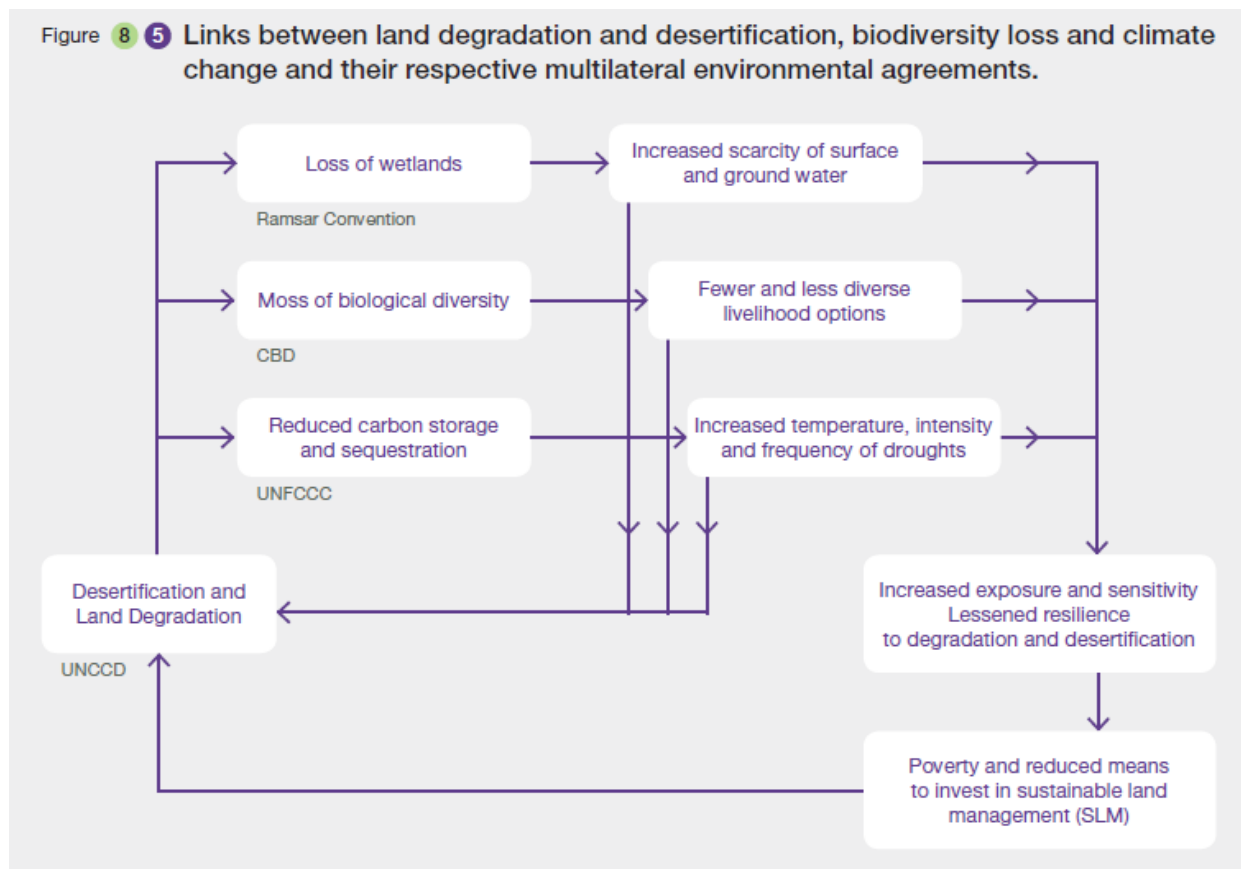 Figure 8 5 Links between land degradation and desertification, biodiversity loss and climate
change and their respective multilateral environmental agreements.
Loss of wetlands
Ramsar Convention
Increased scarcity of surface
and ground water
Moss of biological diversity
CBD
Fewer and less diverse
livelihood options
Reduced carbon storage
and sequestration
UNFCCC
Increased temperature, intensity
and frequency of droughts
Desertification and
Land Degradation
UNCCD
Increased exposure and sensitivity
Lessened resilience
to degradation and desertification
Poverty and reduced means
to invest in sustainable land
management (SLM)